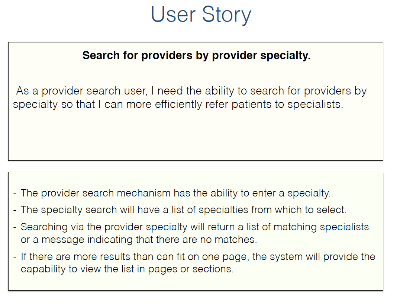 User Story
Search for providers by provider specialty.
As a provider search user, I need the ability to search for providers by
specialty so that I can more efficiently refer patients to specialists.
- The provider search mechanism has the ability to enter a specialty.
- The specialty search will have a list of specialties from which to select.
- Searching via the provider specialty will return a list of matching specialists
or a message indicating that there are no matches.
- If there are more results than can fit on one page, the system will provide the
capability to view the list in pages or sections.